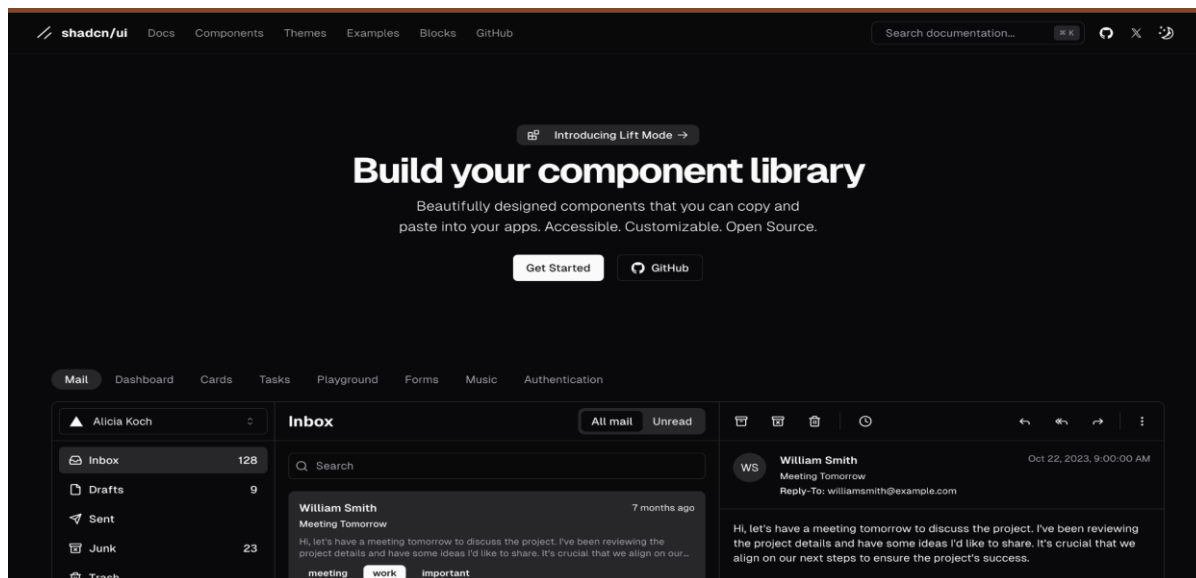 shadcn/ui Docs Components Themes Examples Blocks GitHub Search documentation... ⌘ K
Introducing Lift Mode →
Build your component library
Beautifully designed components that you can copy and
paste into your apps. Accessible. Customizable. Open Source.
Get Started GitHub
Mail Dashboard Cards Tasks Playground Forms Music Authentication
Alicia Koch
Inbox 128
Drafts 9
Sent
Junk 23
Trash
Inbox All mail Unread
Search
William Smith 7 months ago
Meeting Tomorrow
Hi, let's have a meeting tomorrow to discuss the project. I've been reviewing the
project details and have some ideas I'd like to share. It's crucial that we align on our...
meeting work important
WS William Smith Oct 22, 2023, 9:00:00 AM
Meeting Tomorrow
Reply-To: williamsmith@example.com
Hi, let's have a meeting tomorrow to discuss the project. I've been reviewing
the project details and have some ideas I'd like to share. It's crucial that we
align on our next steps to ensure the project's success.